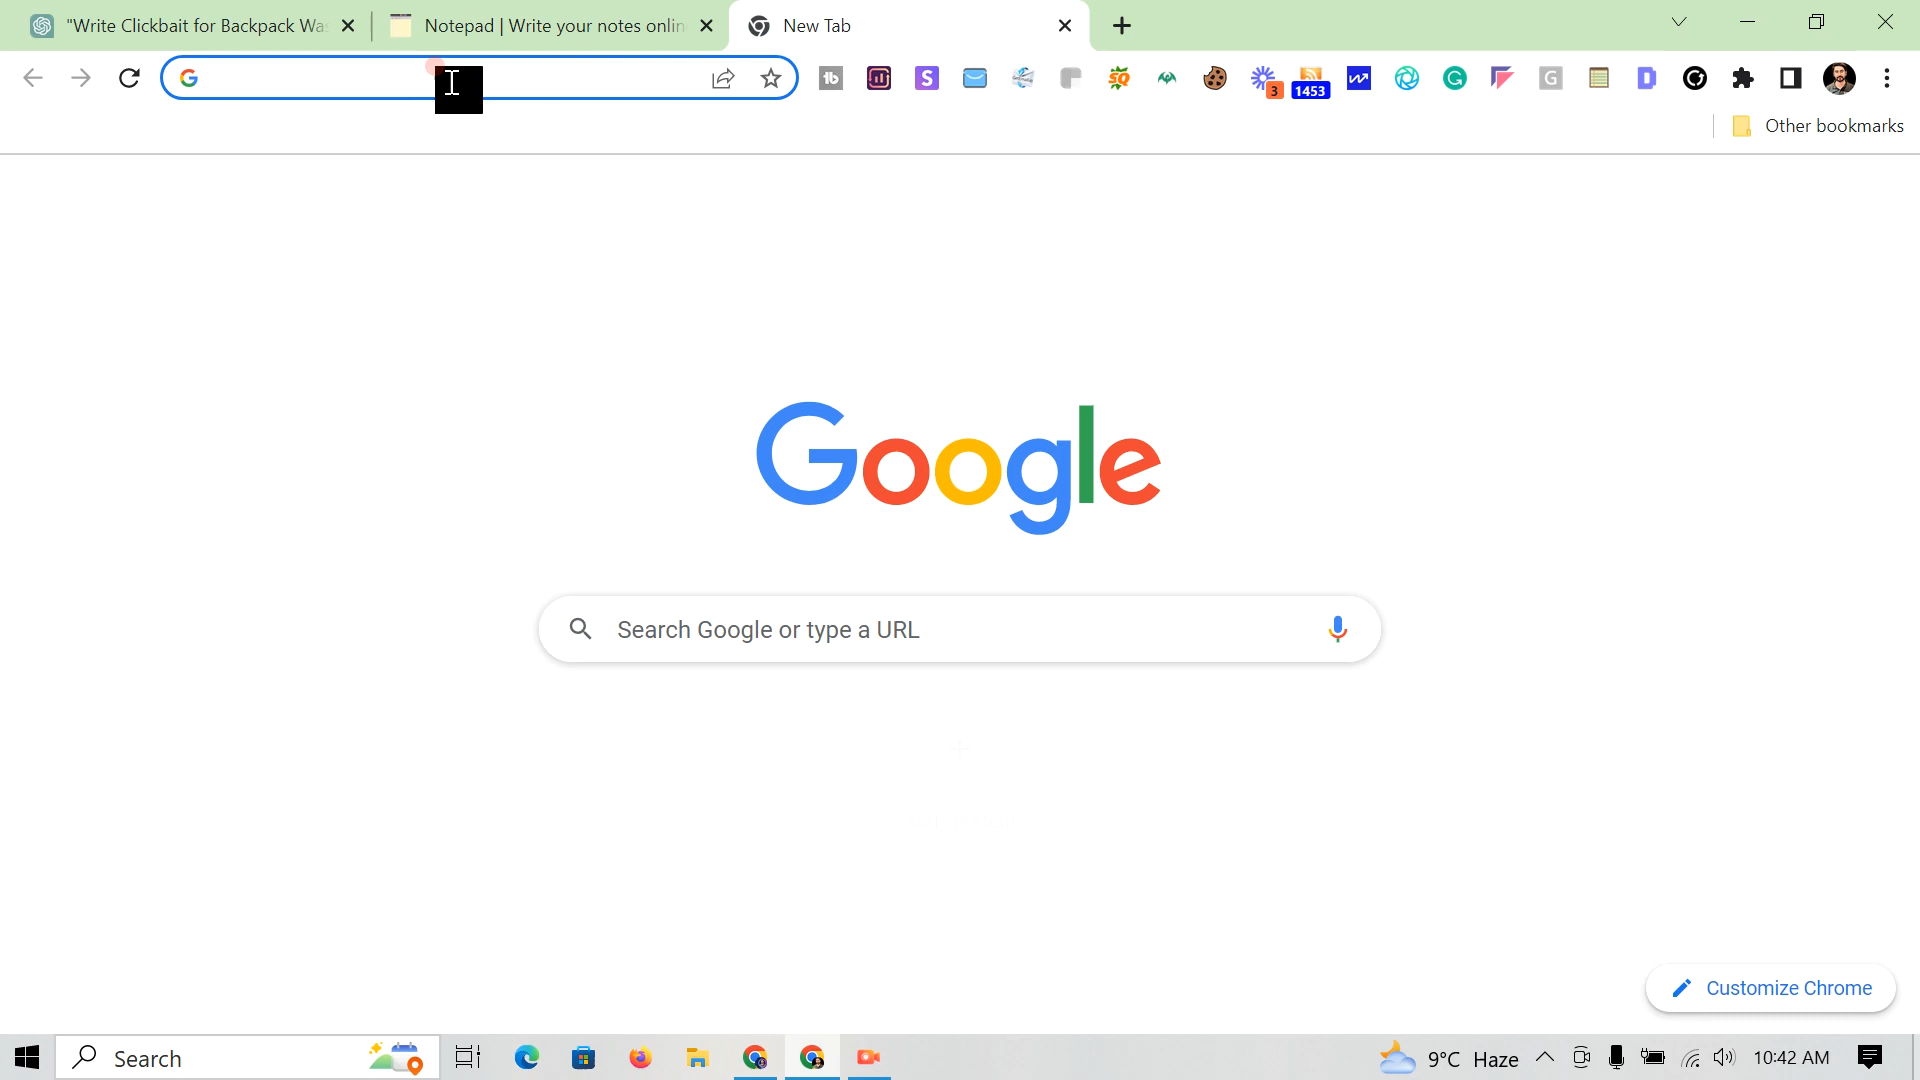 "Write Clickbait for Backpack Was
Notepad | Write your notes onlin
New Tab
3
1453
Other bookmarks
Google
Search Google or type a URL
Customize Chrome
Search
9°C Haze
10:42 AM